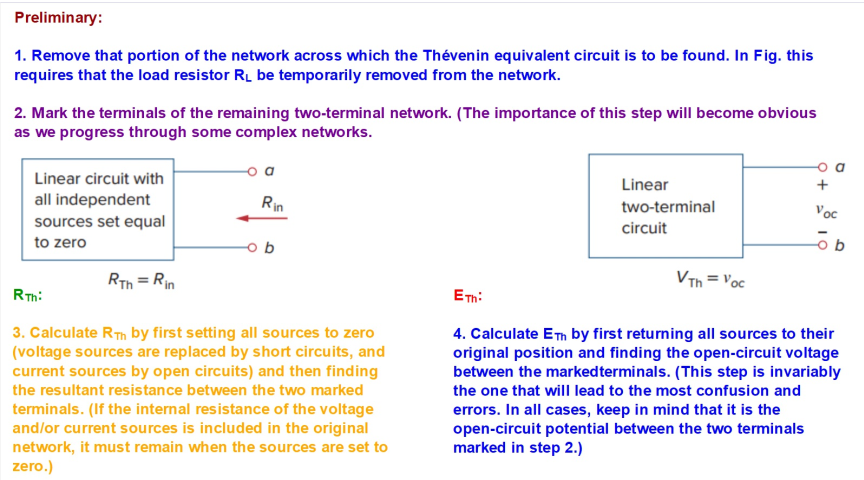 Preliminary:
1. Remove that portion of the network across which the Thévenin equivalent circuit is to be found. In Fig. this
requires that the load resistor RL be temporarily removed from the network.
2. Mark the terminals of the remaining two-terminal network. (The importance of this step will become obvious
as we progress through some complex networks.
Linear circuit with
all independent
sources set equal
to zero
a
Rin
b
RTh = Rin
Linear
two-terminal
circuit
a
+
voc
−
b
VTh = voc
RTh:
3. Calculate RTh by first setting all sources to zero
(voltage sources are replaced by short circuits, and
current sources by open circuits) and then finding
the resultant resistance between the two marked
terminals. (If the internal resistance of the voltage
and/or current sources is included in the original
network, it must remain when the sources are set to
zero.)
ETh:
4. Calculate ETh by first returning all sources to their
original position and finding the open-circuit voltage
between the markedterminals. (This step is invariably
the one that will lead to the most confusion and
errors. In all cases, keep in mind that it is the
open-circuit potential between the two terminals
marked in step 2.)